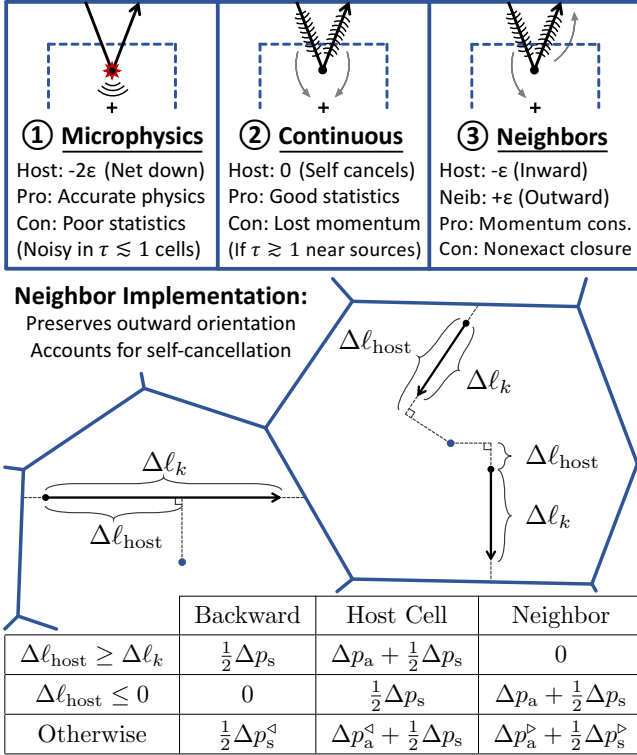 ① Microphysics
Host: -2ε (Net down)
Pro: Accurate physics
Con: Poor statistics
(Noisy in τ ≲ 1 cells)
② Continuous
Host: 0 (Self cancels)
Pro: Good statistics
Con: Lost momentum
(If τ ≳ 1 near sources)
③ Neighbors
Host: -ε (Inward)
Neib: +ε (Outward)
Pro: Momentum cons.
Con: Nonexact closure
Neighbor Implementation:
Preserves outward orientation
Accounts for self-cancellation
Δℓ_host
Δℓ_k
Δℓ_host
Δℓ_k
Δℓ_k
Δℓ_host
Backward Host Cell Neighbor
Δℓ_host ≥ Δℓ_k ½Δp_s Δp_a + ½Δp_s 0
Δℓ_host ≤ 0 0 ½Δp_s Δp_a + ½Δp_s
Otherwise ½Δp_s^◁ Δp_a^◁ + ½Δp_s^◁ Δp_a^▷ + ½Δp_s^▷